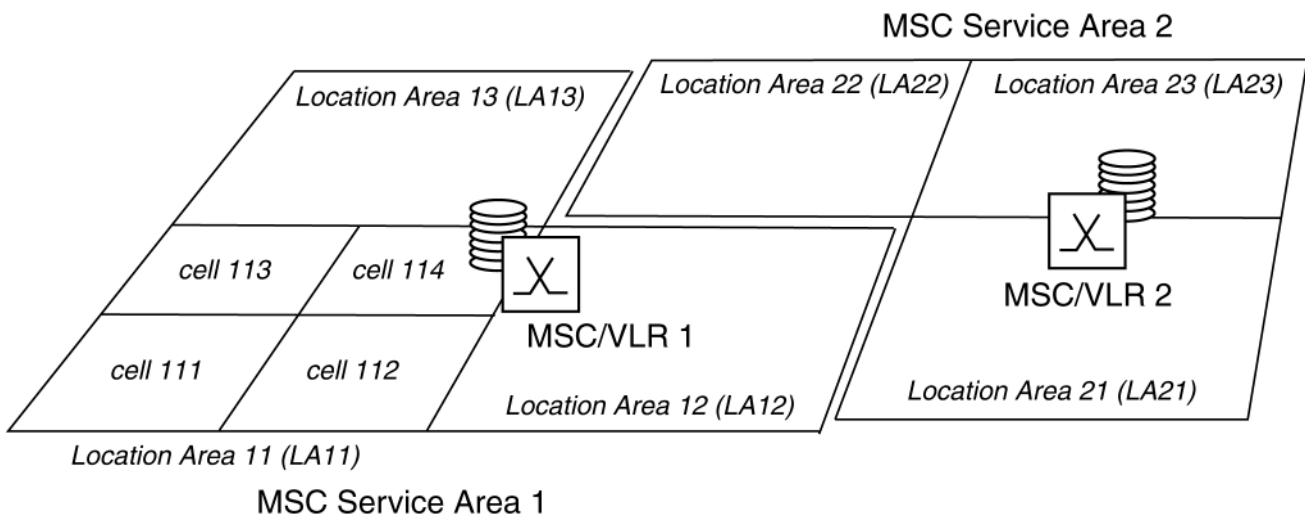 MSC Service Area 2
Location Area 13 (LA13)
Location Area 22 (LA22)
Location Area 23 (LA23)
cell 113
cell 114
MSC/VLR 2
MSC/VLR 1
cell 111
cell 112
Location Area 12 (LA12)
Location Area 21 (LA21)
Location Area 11 (LA11)
MSC Service Area 1